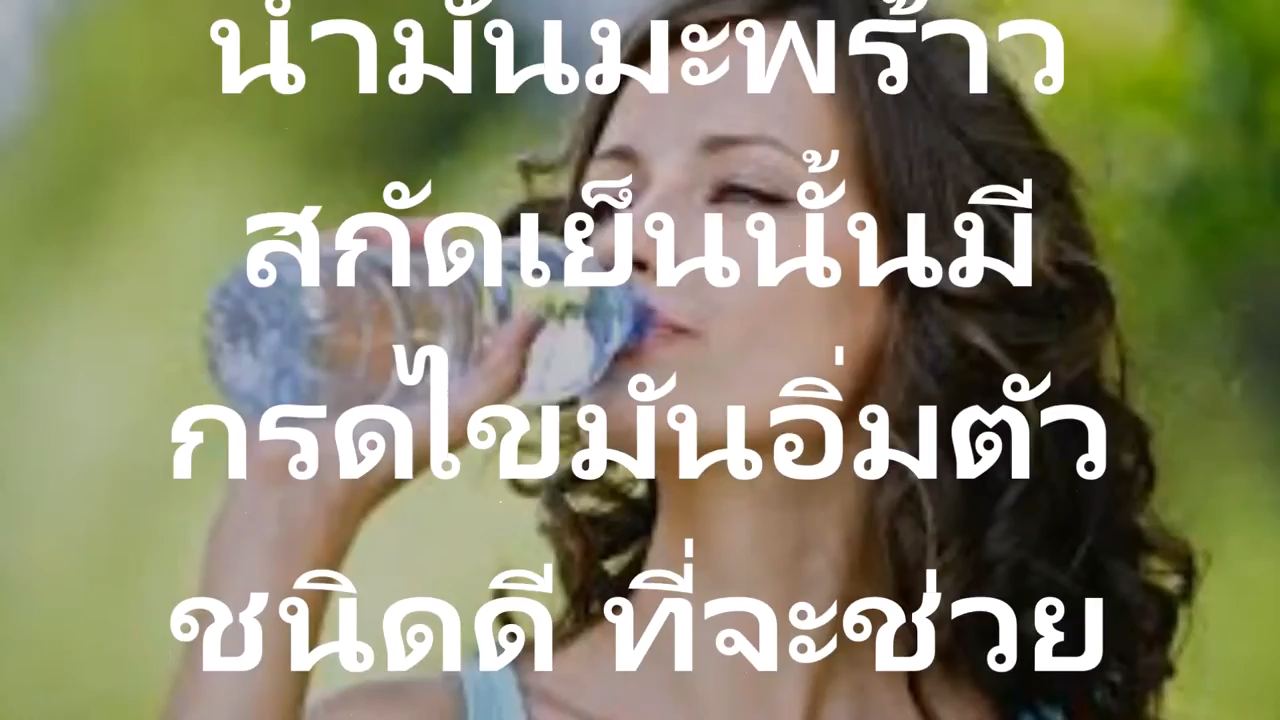 น้ำมันมะพร้าว
สกัดเย็นนั้นมี
กรดไขมันอิ่มตัว
ชนิดดี ที่จะช่วย